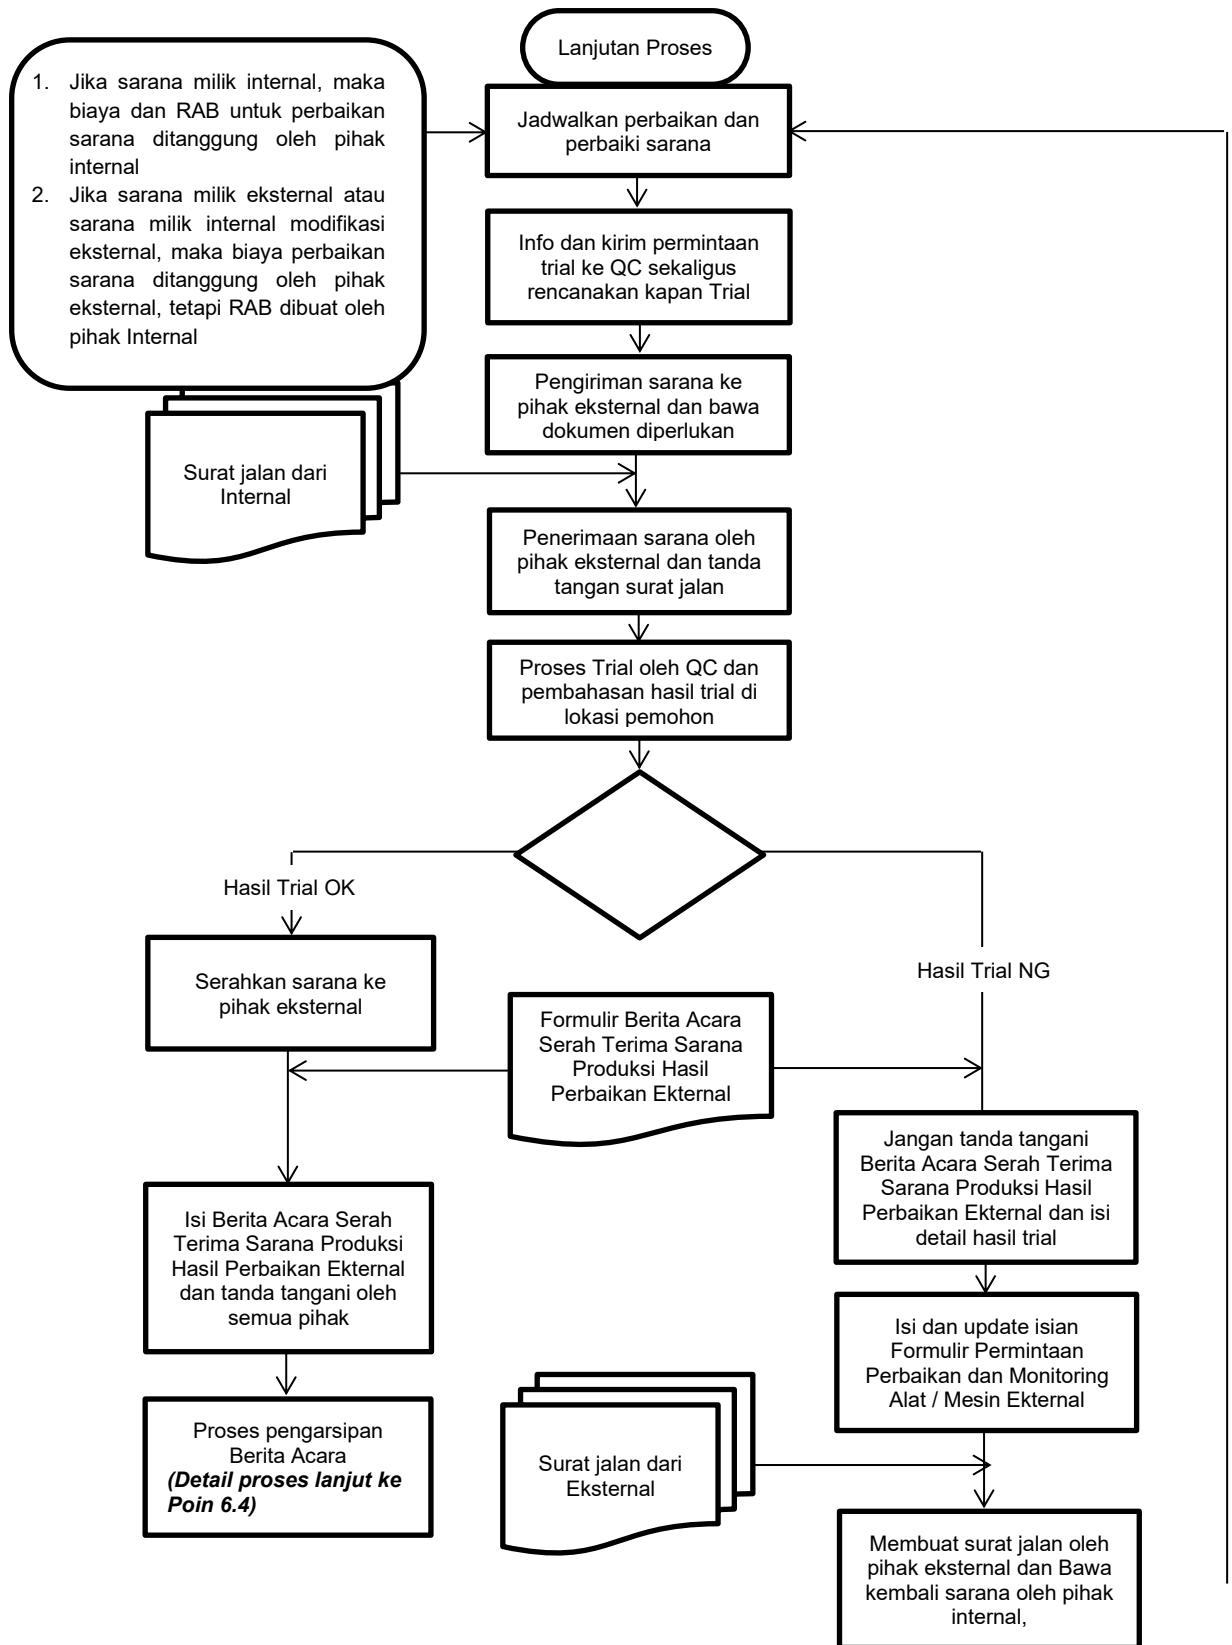 Lanjutan Proses
1. Jika sarana milik internal, maka
biaya dan RAB untuk perbaikan
sarana ditanggung oleh pihak
internal
2. Jika sarana milik eksternal atau
sarana milik internal modifikasi
eksternal, maka biaya perbaikan
sarana ditanggung oleh pihak
eksternal, tetapi RAB dibuat oleh
pihak Internal
Jadwalkan perbaikan dan
perbaiki sarana
Info dan kirim permintaan
trial ke QC sekaligus
rencanakan kapan Trial
Pengiriman sarana ke
pihak eksternal dan bawa
dokumen diperlukan
Surat jalan dari
Internal
Penerimaan sarana oleh
pihak eksternal dan tanda
tangan surat jalan
Proses Trial oleh QC dan
pembahasan hasil trial di
lokasi pemohon
Hasil Trial OK
Hasil Trial NG
Serahkan sarana ke
pihak eksternal
Formulir Berita Acara
Serah Terima Sarana
Produksi Hasil
Perbaikan Ekternal
Jangan tanda tangani
Berita Acara Serah Terima
Sarana Produksi Hasil
Perbaikan Ekternal dan isi
detail hasil trial
Isi Berita Acara Serah
Terima Sarana Produksi
Hasil Perbaikan Ekternal
dan tanda tangani oleh
semua pihak
Isi dan update isian
Formulir Permintaan
Perbaikan dan Monitoring
Alat / Mesin Ekternal
Proses pengarsipan
Berita Acara
(Detail proses lanjut ke
Poin 6.4)
Surat jalan dari
Eksternal
Membuat surat jalan oleh
pihak eksternal dan Bawa
kembali sarana oleh pihak
internal,